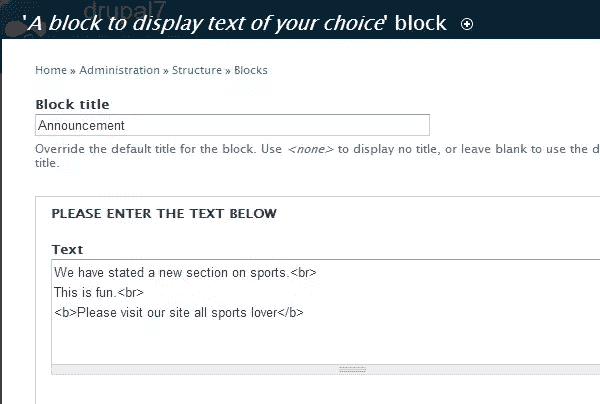 drupal7
'A block to display text of your choice' block
Home » Administration » Structure » Blocks
Block title
Announcement
Override the default title for the block. Use <none> to display no title, or leave blank to use the d
title.
PLEASE ENTER THE TEXT BELOW
Text
We have stated a new section on sports.<br>
This is fun.<br>
<b>Please visit our site all sports lover</b>